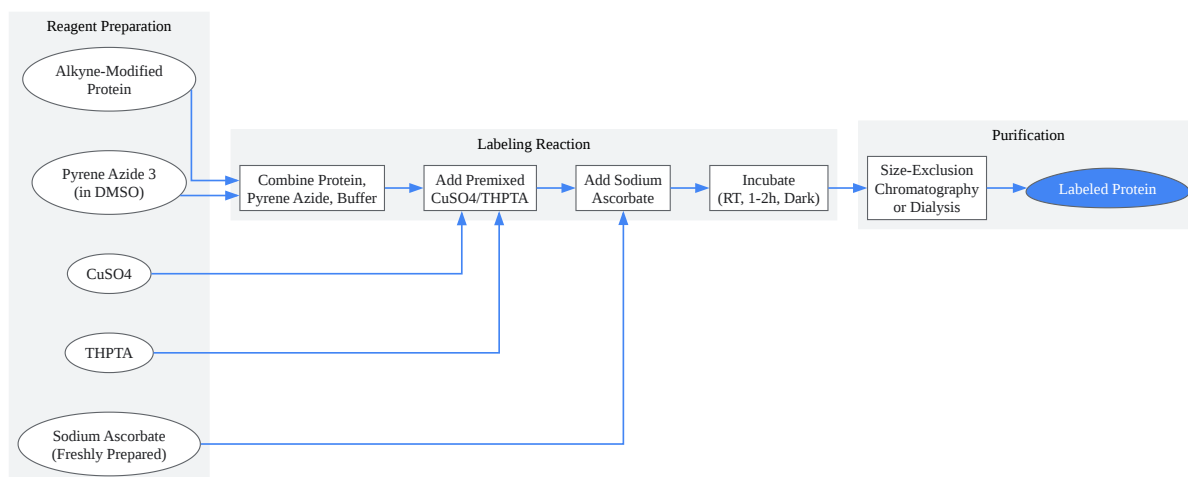 Reagent Preparation
Alkyne-Modified
Protein
Pyrene Azide 3
(in DMSO)
CuSO4
THPTA
Sodium Ascorbate
(Freshly Prepared)
Labeling Reaction
Combine Protein,
Pyrene Azide, Buffer
Add Premixed
CuSO4/THPTA
Add Sodium
Ascorbate
Incubate
(RT, 1-2h, Dark)
Purification
Size-Exclusion
Chromatography
or Dialysis
Labeled Protein